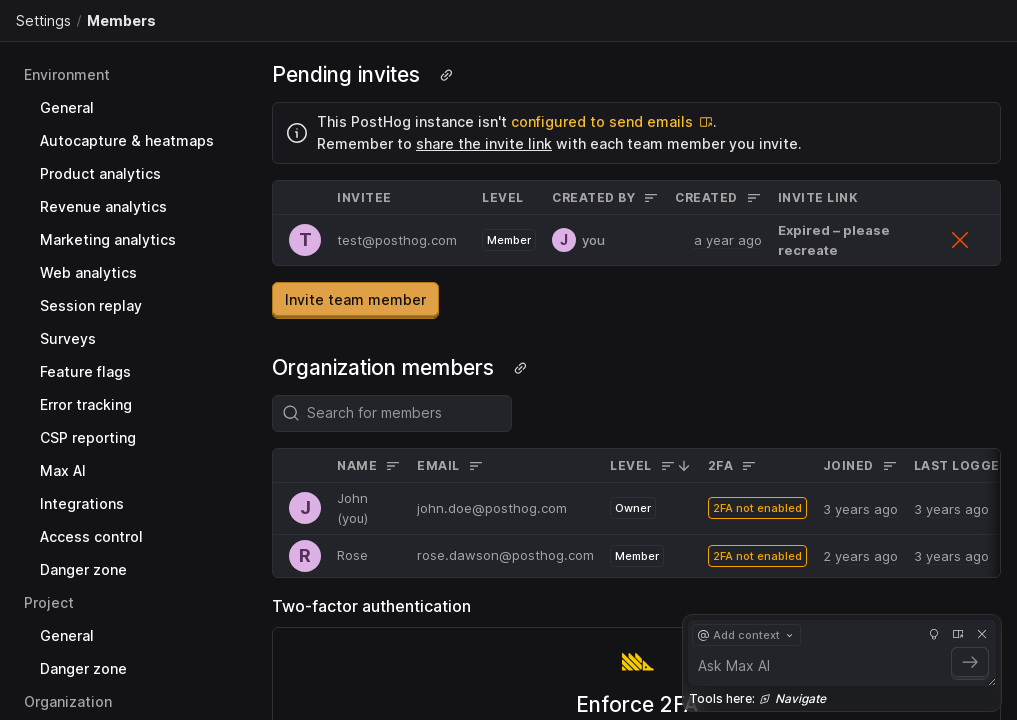 Settings / Members
Environment
General
Autocapture & heatmaps
Product analytics
Revenue analytics
Marketing analytics
Web analytics
Session replay
Surveys
Feature flags
Error tracking
CSP reporting
Max AI
Integrations
Access control
Danger zone
Project
General
Danger zone
Organization
Pending invites
This PostHog instance isn't configured to send emails.
Remember to share the invite link with each team member you invite.
INVITEE LEVEL CREATED BY CREATED INVITE LINK
T test@posthog.com Member J you a year ago Expired – please
recreate
Invite team member
Organization members
Search for members
NAME EMAIL LEVEL 2FA JOINED LAST LOGGE
J John
(you) john.doe@posthog.com Owner 2FA not enabled 3 years ago 3 years ago
R Rose rose.dawson@posthog.com Member 2FA not enabled 2 years ago 3 years ago
Two-factor authentication
Enforce 2FA
@ Add context
Ask Max AI
Tools here: Navigate